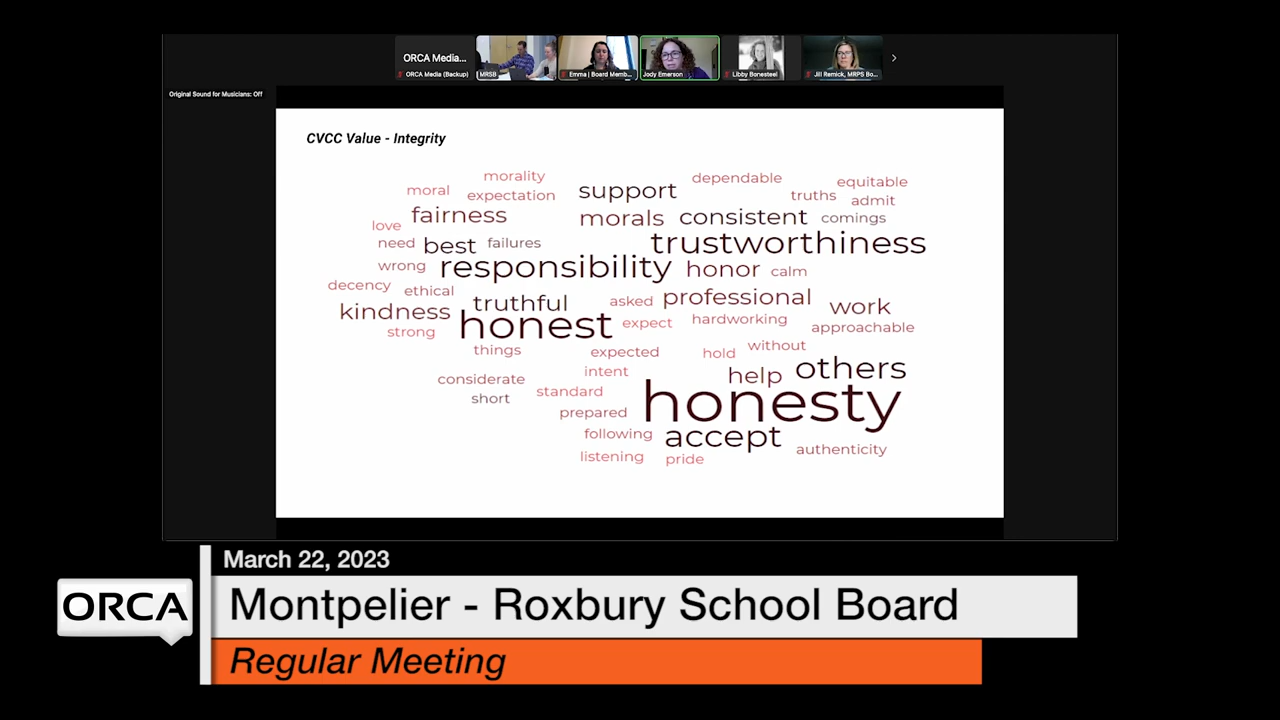 ORCA Media...
ORCA Media (Backup)
MRSB
Emma | Board Memb...
Jody Emerson
Libby Bonesteel
Jill Remick, MRPS Bo...
Original Sound for Musicians: Off
CVCC Value - Integrity
morality
dependable
moral
expectation
support
truths
equitable
admit
love
fairness
morals
consistent
comings
need
best
failures
trustworthiness
wrong
responsibility
honor
calm
decency
ethical
truthful
asked
professional
kindness
work
strong
honest
expect
hardworking
approachable
things
expected
hold
without
considerate
intent
help
others
short
standard
prepared
honesty
following
accept
authenticity
listening
pride
March 22, 2023
ORCA
Montpelier - Roxbury School Board
Regular Meeting